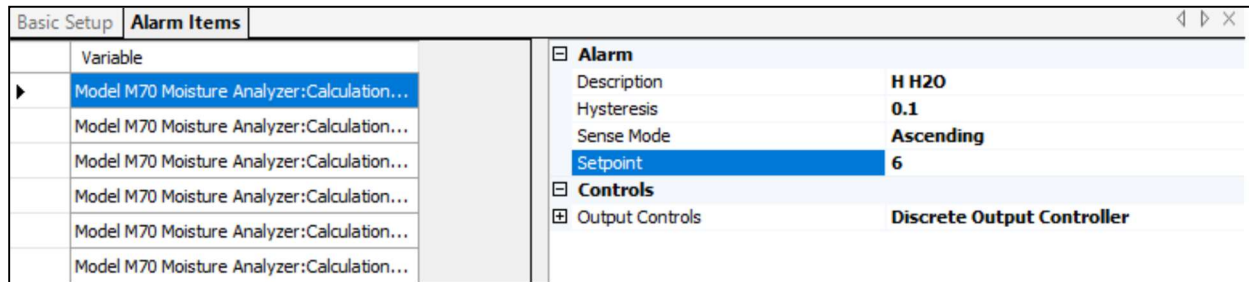 Basic Setup Alarm Items
Variable
Model M70 Moisture Analyzer:Calculation...
Model M70 Moisture Analyzer:Calculation...
Model M70 Moisture Analyzer:Calculation...
Model M70 Moisture Analyzer:Calculation...
Model M70 Moisture Analyzer:Calculation...
Model M70 Moisture Analyzer:Calculation...
Alarm
Description H H2O
Hysteresis 0.1
Sense Mode Ascending
Setpoint 6
Controls
Output Controls Discrete Output Controller